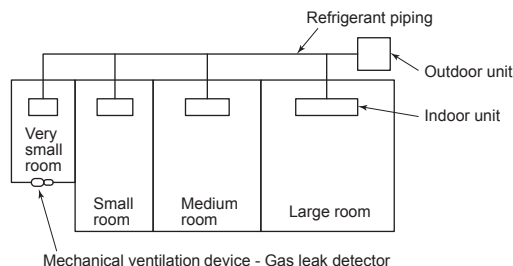 Refrigerant piping
Outdoor unit
Indoor unit
Very
small
room
Small
room
Medium
room
Large room
Mechanical ventilation device - Gas leak detector